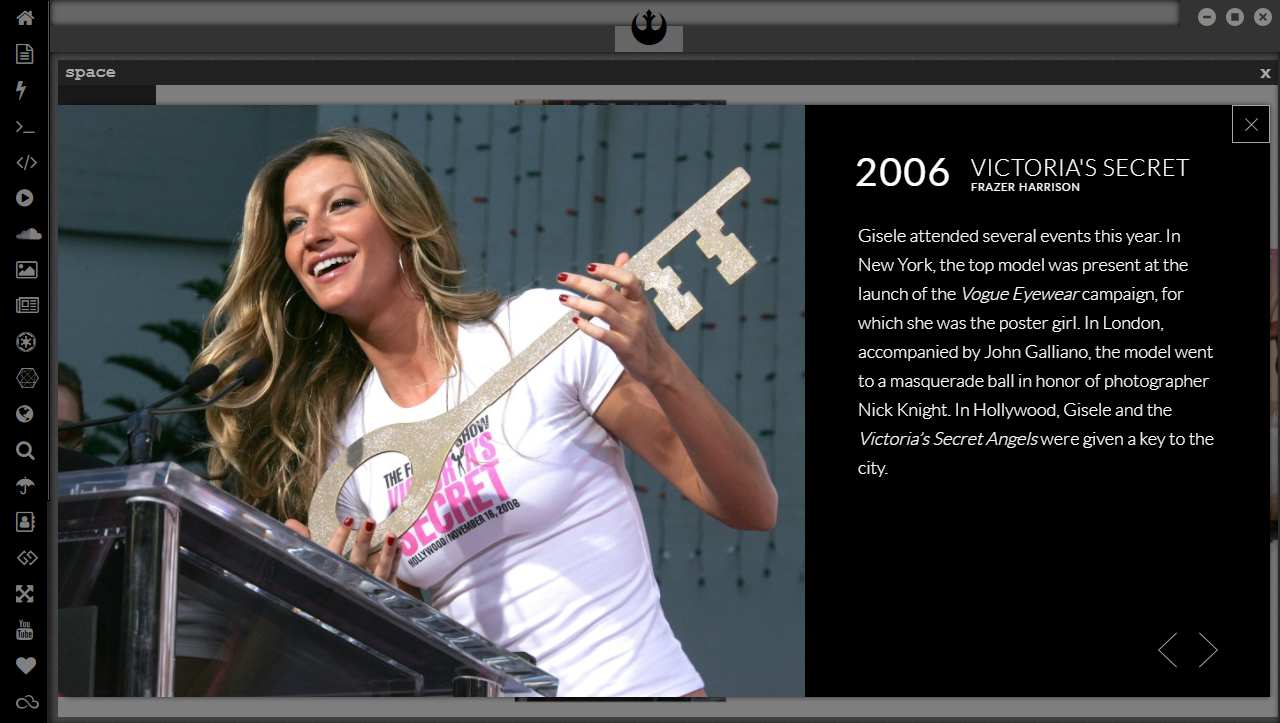 space
x
2006 VICTORIA'S SECRET
FRAZER HARRISON
Gisele attended several events this year. In
New York, the top model was present at the
launch of the Vogue Eyewear campaign, for
which she was the poster girl. In London,
accompanied by John Galliano, the model went
to a masquerade ball in honor of photographer
Nick Knight. In Hollywood, Gisele and the
Victoria's Secret Angels were given a key to the
city.
THE
SHOW
SECRET
HOLLYWOOD/NOVEMBER 16, 2006
You
Tube